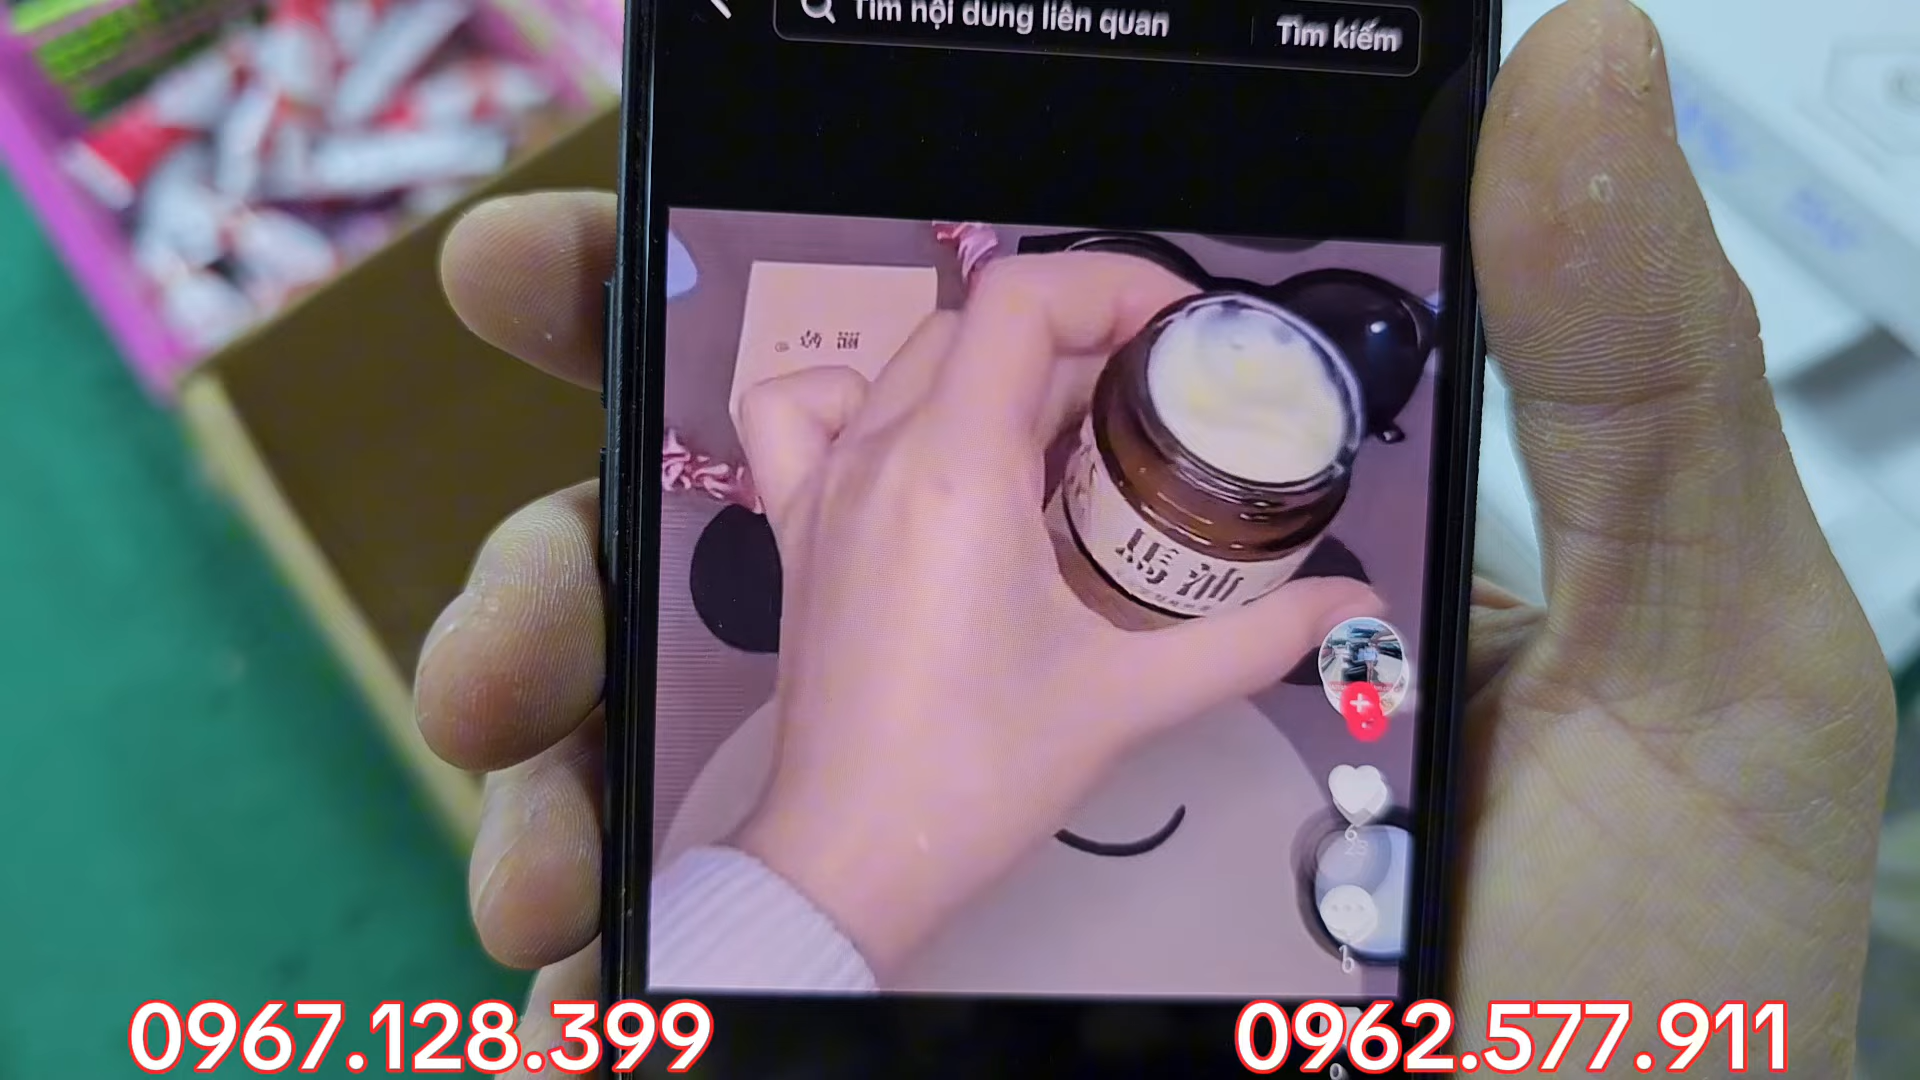 Tìm nội dung liên quan
Tìm kiếm
馬油
0967.128.399
0962.577.911